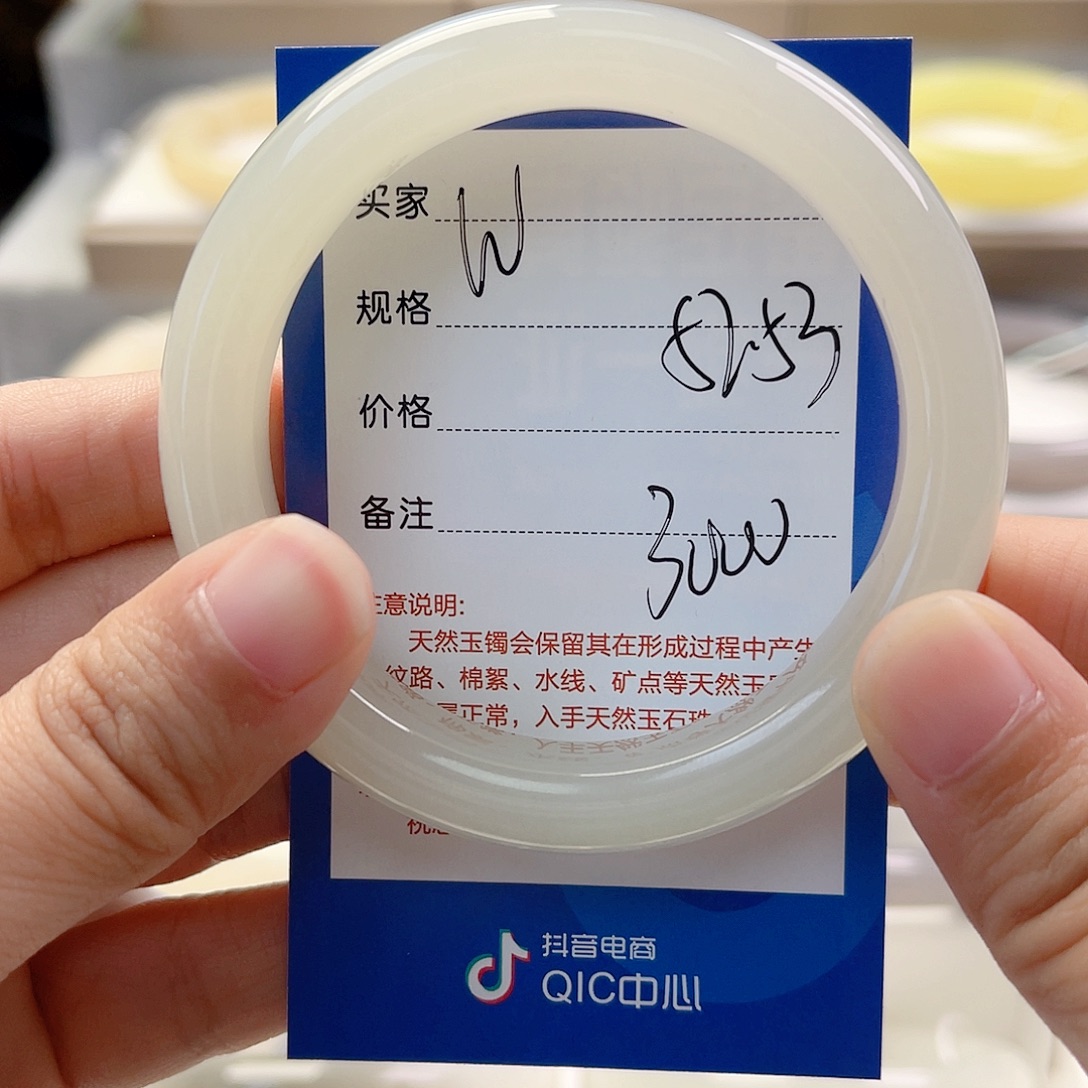 买家 W
规格
价格
备注
注意说明:
天然玉镯会保留其在形成过程中产生
纹路、棉絮、水线、矿点等天然玉
正常，入手天然玉石珠
祝您
抖音电商
QIC中心